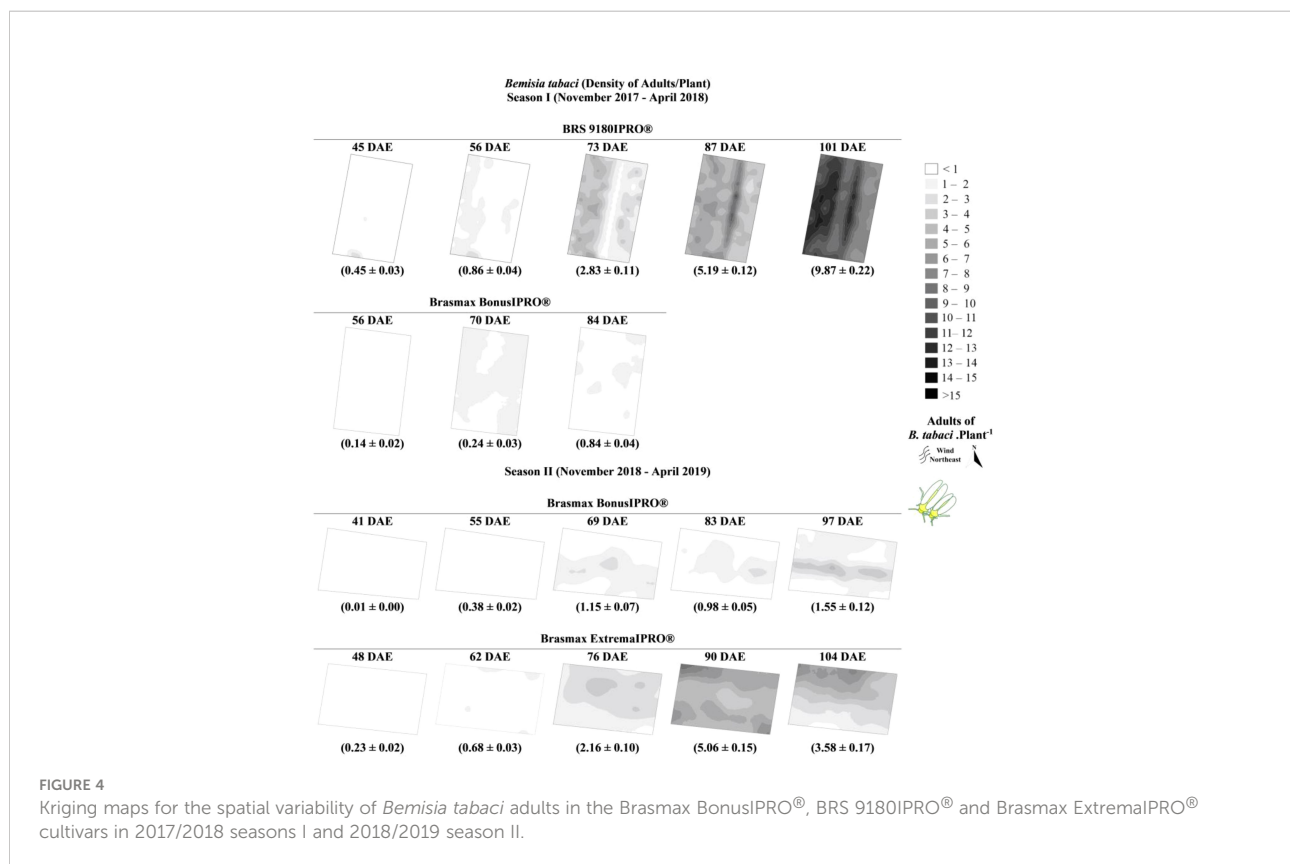 Bemisia tabaci (Density of Adults/Plant)
Season I (November 2017 - April 2018)
BRS 9180IPRO®
45 DAE 56 DAE 73 DAE 87 DAE 101 DAE
(0.45 ± 0.03) (0.86 ± 0.04) (2.83 ± 0.11) (5.19 ± 0.12) (9.87 ± 0.22)
Brasmax BonusIPRO®
56 DAE 70 DAE 84 DAE
(0.14 ± 0.02) (0.24 ± 0.03) (0.84 ± 0.04)
< 1
1 – 2
2 – 3
3 – 4
4 – 5
5 – 6
6 – 7
7 – 8
8 – 9
9 – 10
10 – 11
11– 12
12 – 13
13 – 14
14 – 15
>15
Adults of
B. tabaci .Plant-1
Wind
Northeast
N
Season II (November 2018 - April 2019)
Brasmax BonusIPRO®
41 DAE 55 DAE 69 DAE 83 DAE 97 DAE
(0.01 ± 0.00) (0.38 ± 0.02) (1.15 ± 0.07) (0.98 ± 0.05) (1.55 ± 0.12)
Brasmax ExtremaIPRO®
48 DAE 62 DAE 76 DAE 90 DAE 104 DAE
(0.23 ± 0.02) (0.68 ± 0.03) (2.16 ± 0.10) (5.06 ± 0.15) (3.58 ± 0.17)
FIGURE 4
Kriging maps for the spatial variability of Bemisia tabaci adults in the Brasmax BonusIPRO®, BRS 9180IPRO® and Brasmax ExtremaIPRO®
cultivars in 2017/2018 seasons I and 2018/2019 season II.